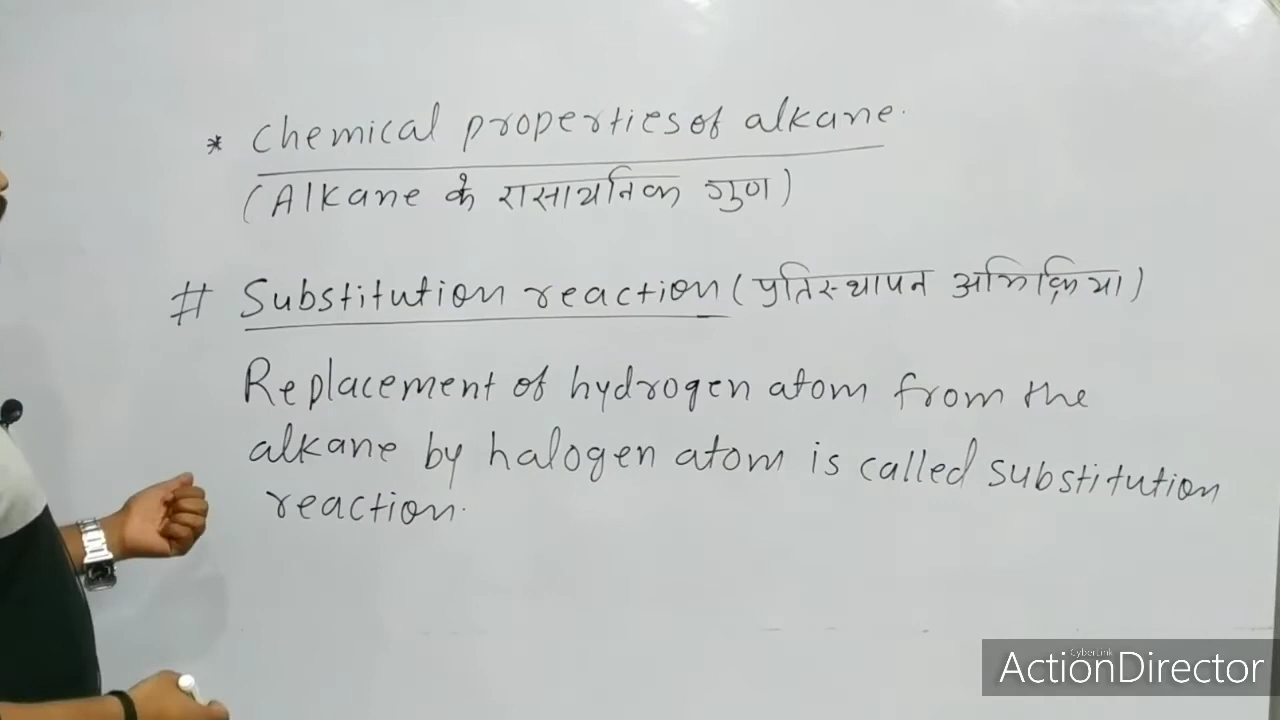 * Chemical properties of alkane.
(Alkane के रासायनिक गुण)
# Substitution reaction (प्रतिस्थापन अभिक्रिया)
Replacement of hydrogen atom from the
alkane by halogen atom is called substitution
reaction.
CyberLink
ActionDirector